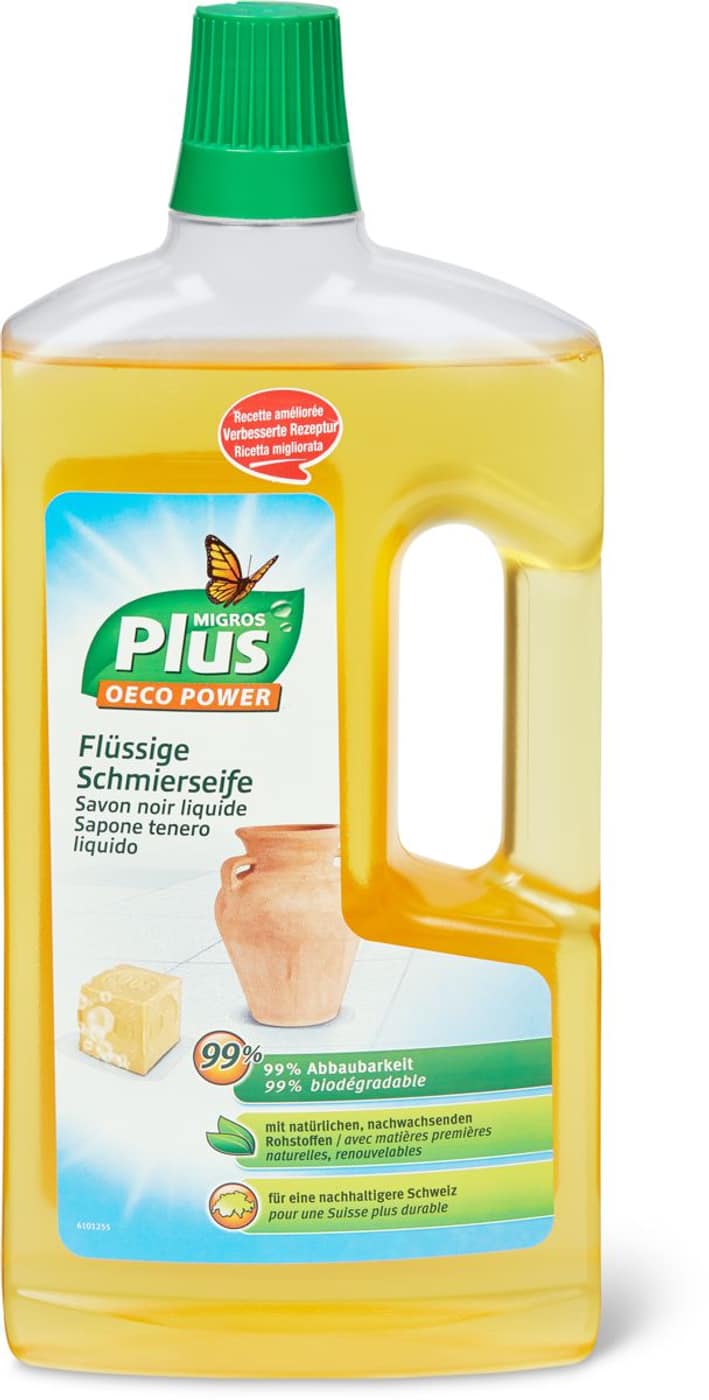 Recette améliorée
Verbesserte Rezeptur
Ricetta migliorata
MIGROS
Plus
OECO POWER
Flüssige
Schmierseife
Savon noir liquide
Sapone tenero
liquido
99%
99% Abbaubarkeit
99% biodégradable
mit natürlichen, nachwachsenden
Rohstoffen / avec matières premières
naturelles, renouvelables
für eine nachhaltigere Schweiz
pour une Suisse plus durable
6101255